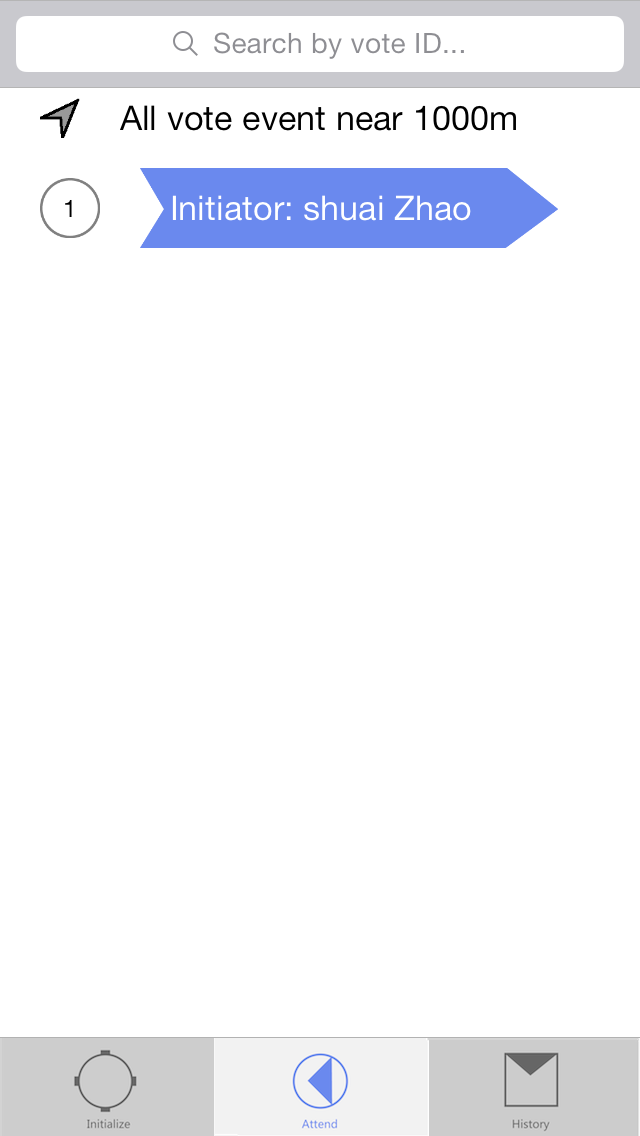 Search by vote ID...
All vote event near 1000m
1
Initiator: shuai Zhao
Initialize
Attend
History